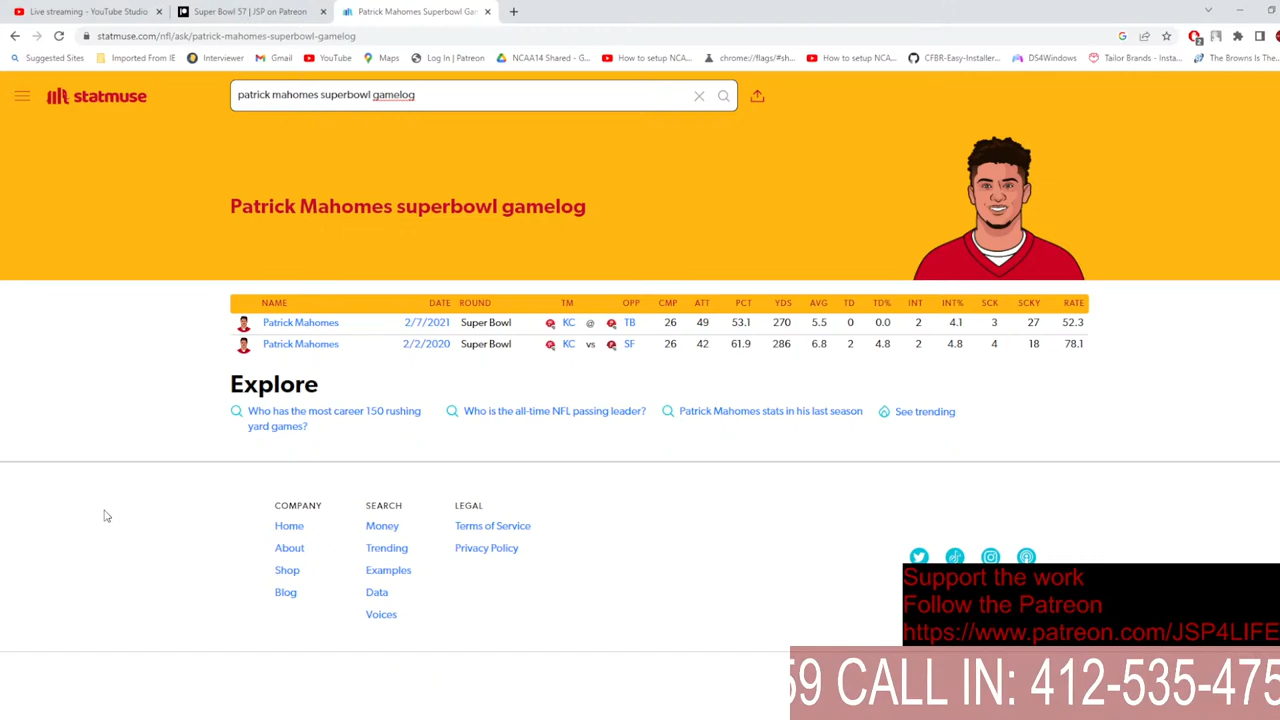 Live streaming - YouTube Studio
Super Bowl 57 | JSP on Patreon
Patrick Mahomes Superbowl Gar
statmuse.com/nfl/ask/patrick-mahomes-superbowl-gamelog
Suggested Sites Imported From IE Interviewer Gmail YouTube Maps Log In | Patreon NCAA14 Shared - G... How to setup NCA... chrome://flags/#sh... How to setup NCA... CFBR-Easy-Installer... DS4Windows Tailor Brands - Insta... The Browns Is The...
statmuse
patrick mahomes superbowl gamelog
Patrick Mahomes superbowl gamelog
NAME DATE ROUND TM OPP CMP ATT PCT YDS AVG TD TD% INT INT% SCK SCKY RATE
Patrick Mahomes 2/7/2021 Super Bowl KC @ TB 26 49 53.1 270 5.5 0 0.0 2 4.1 3 27 52.3
Patrick Mahomes 2/2/2020 Super Bowl KC vs SF 26 42 61.9 286 6.8 2 4.8 2 4.8 4 18 78.1
Explore
Who has the most career 150 rushing
yard games?
Who is the all-time NFL passing leader?
Patrick Mahomes stats in his last season
See trending
COMPANY
Home
About
Shop
Blog
SEARCH
Money
Trending
Examples
Data
Voices
LEGAL
Terms of Service
Privacy Policy
Support the work
Follow the Patreon
https://www.patreon.com/JSP4LIFE
59 CALL IN: 412-535-475